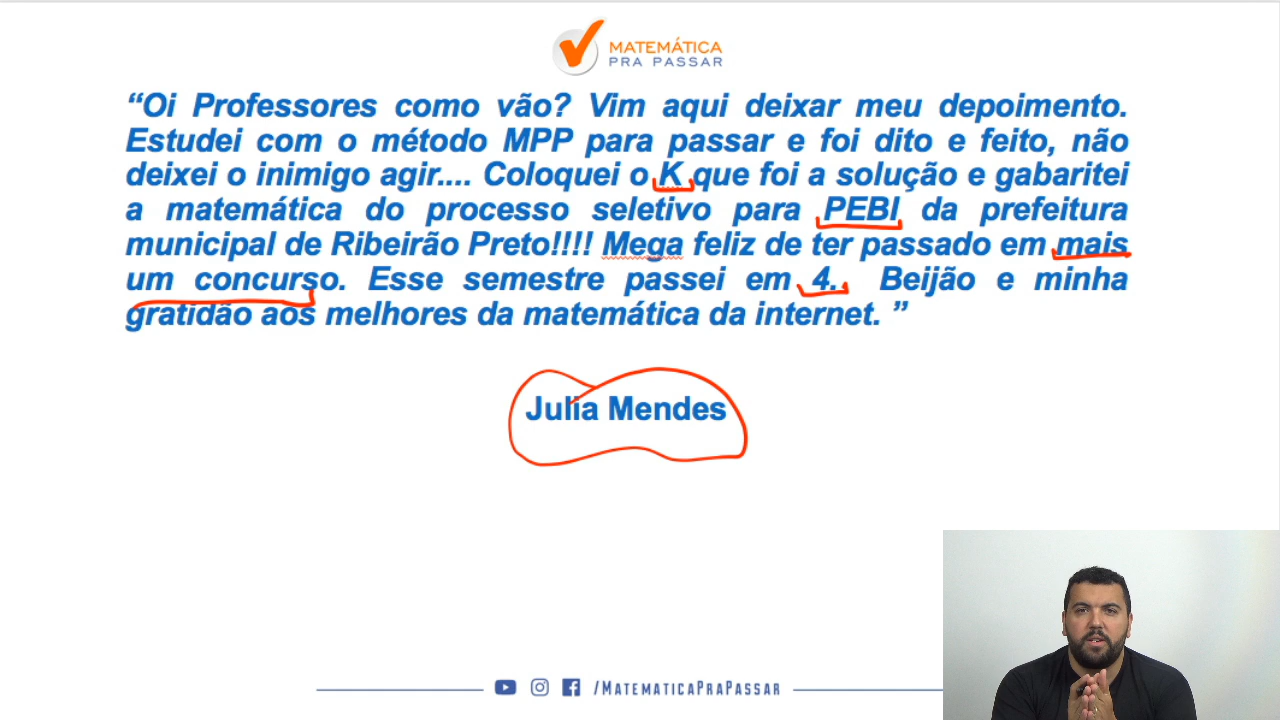 MATEMÁTICA
PRA PASSAR
“Oi Professores como vão? Vim aqui deixar meu depoimento.
Estudei com o método MPP para passar e foi dito e feito, não
deixei o inimigo agir.... Coloquei o K que foi a solução e gabaritei
a matemática do processo seletivo para PEBI da prefeitura
municipal de Ribeirão Preto!!!! Mega feliz de ter passado em mais
um concurso. Esse semestre passei em 4. Beijão e minha
gratidão aos melhores da matemática da internet. ”
Julia Mendes
/MATEMATICAPRAPASSAR